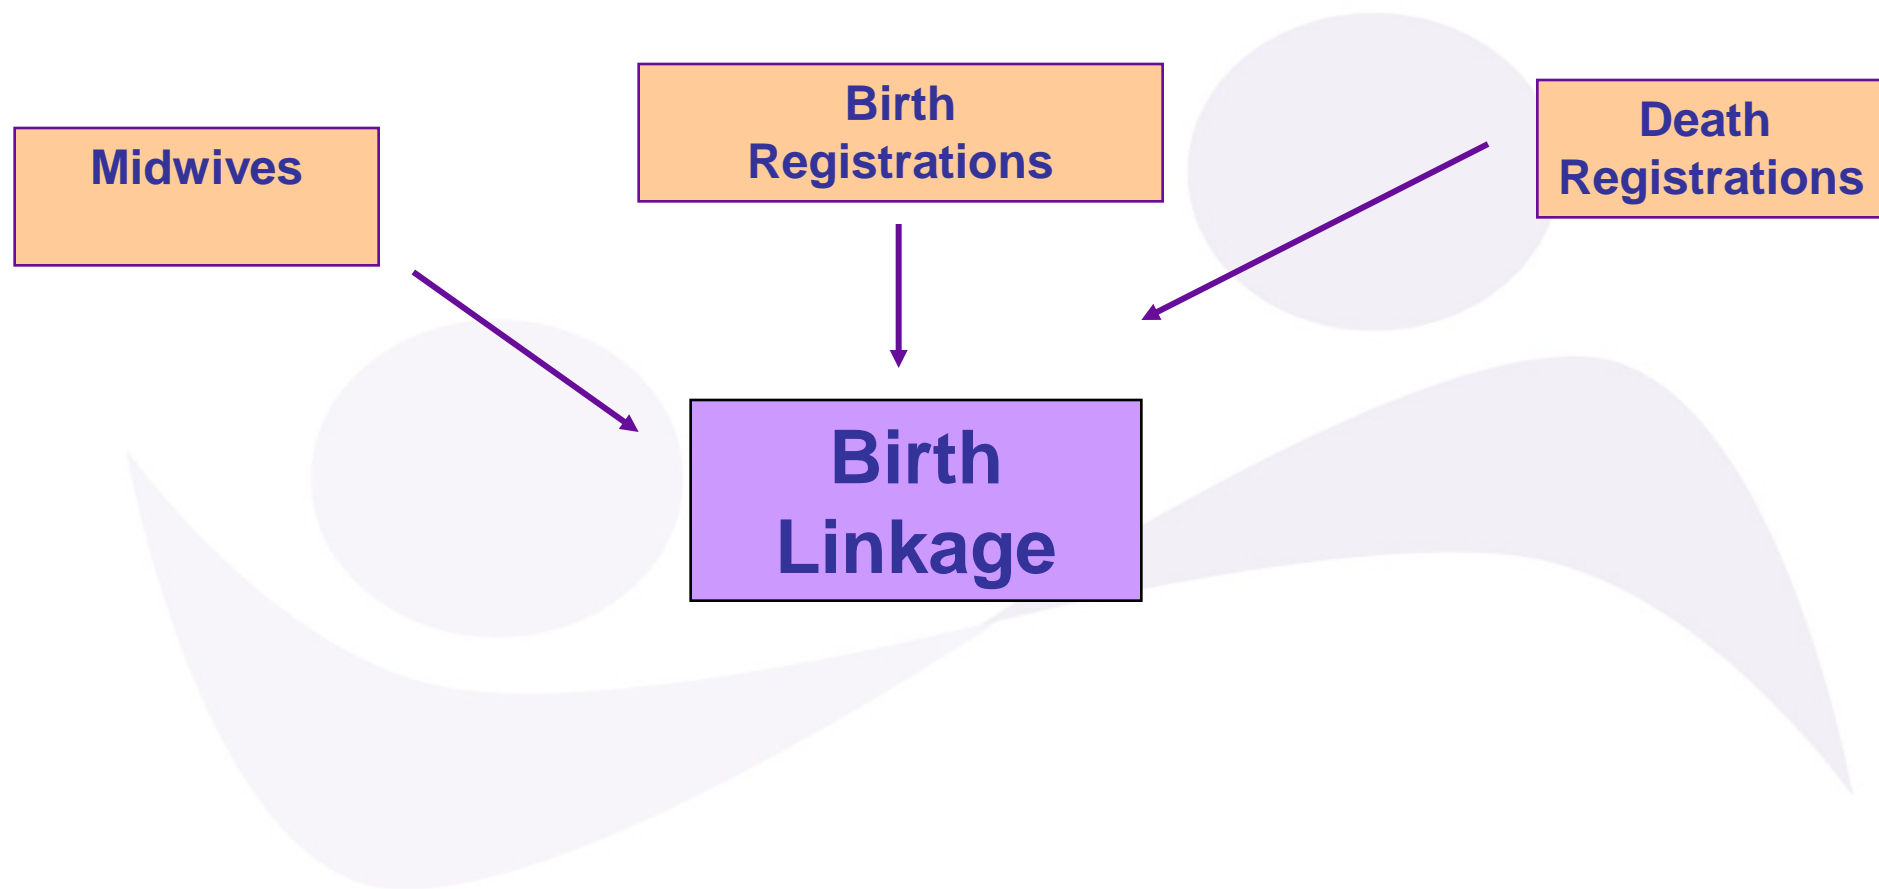 Midwives
Birth
Registrations
Death
Registrations
Birth
Linkage